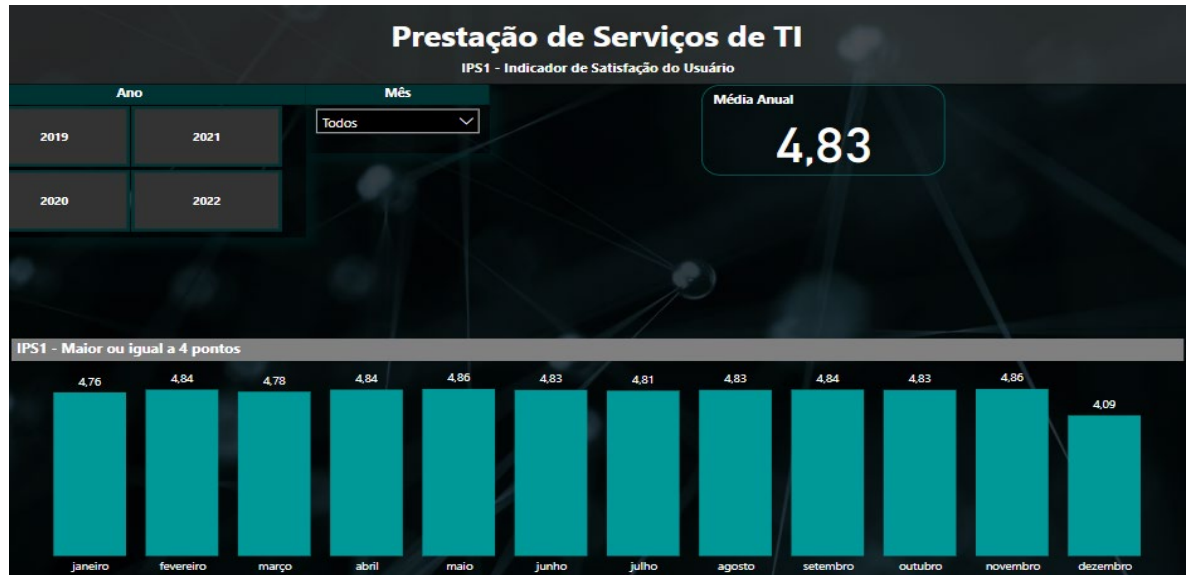 Prestação de Serviços de TI
IPS1 - Indicador de Satisfação do Usuário
Ano
Mês
2019
2021
2020
2022
Todos
Média Anual
4,83
IPS1 - Maior ou igual a 4 pontos
4,76 4,84 4,78 4,84 4,86 4,83 4,81 4,83 4,84 4,83 4,86 4,09
janeiro fevereiro março abril maio junho julho agosto setembro outubro novembro dezembro